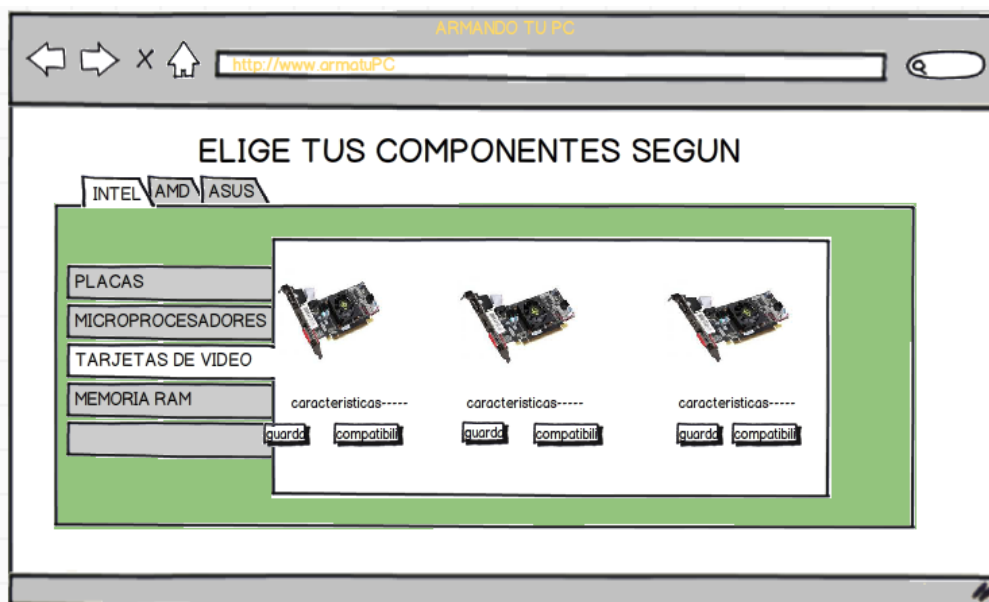 ARMANDO TU PC
http://www.armatuPC
ELIGE TUS COMPONENTES SEGUN
INTEL AMD ASUS
PLACAS
MICROPROCESADORES
TARJETAS DE VIDEO
MEMORIA RAM
caracteristicas----- caracteristicas----- caracteristicas-----
guarda compatibili guarda compatibili guarda compatibili